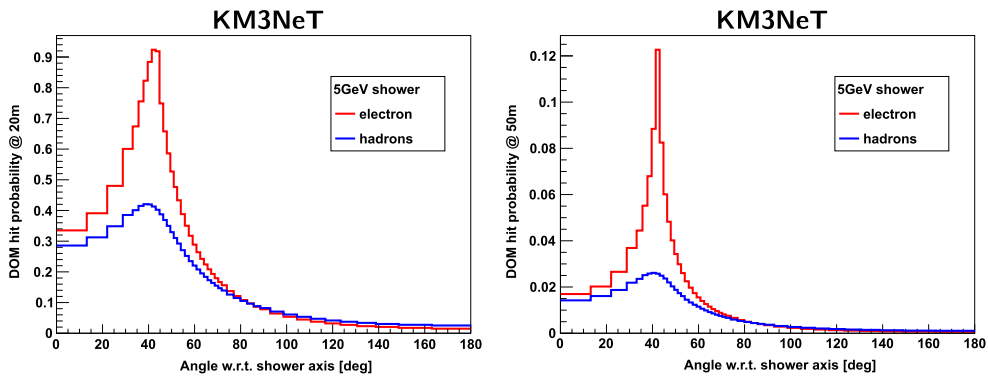 KM3NeT
DOM hit probability @ 20m
0.9
0.8
0.7
0.6
0.5
0.4
0.3
0.2
0.1
0
5GeV shower
electron
hadrons
0 20 40 60 80 100 120 140 160 180
Angle w.r.t. shower axis [deg]
KM3NeT
DOM hit probability @ 50m
0.12
0.1
0.08
0.06
0.04
0.02
0
5GeV shower
electron
hadrons
0 20 40 60 80 100 120 140 160 180
Angle w.r.t. shower axis [deg]